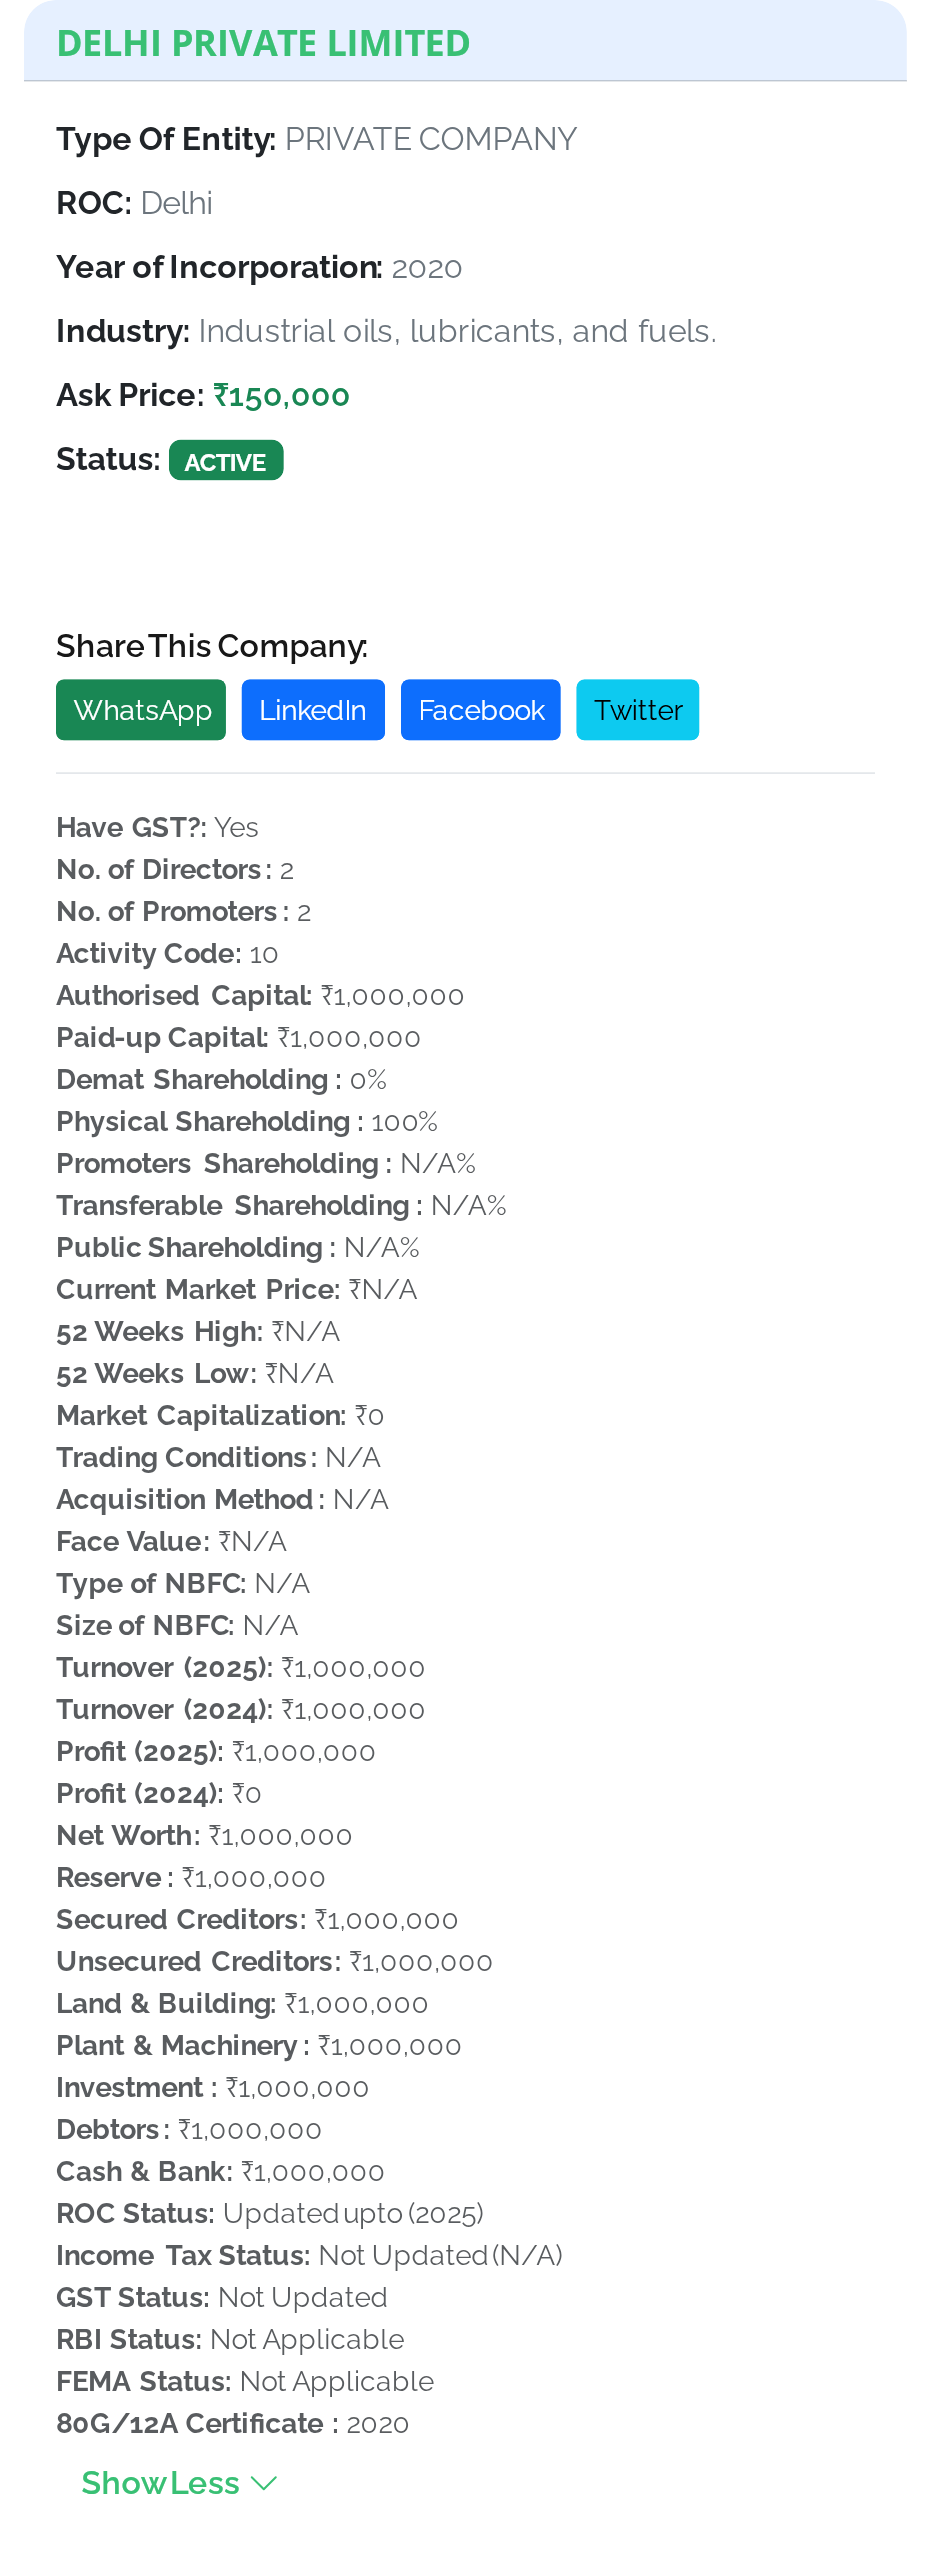 DELHI PRIVATE LIMITED
Type Of Entity: PRIVATE COMPANY
ROC: Delhi
Year of Incorporation: 2020
Industry: Industrial oils, lubricants, and fuels.
Ask Price: ₹150,000
Status: ACTIVE
Share This Company:
WhatsApp LinkedIn Facebook Twitter
Have GST?: Yes
No. of Directors: 2
No. of Promoters: 2
Activity Code: 10
Authorised Capital: ₹1,000,000
Paid-up Capital: ₹1,000,000
Demat Shareholding: 0%
Physical Shareholding: 100%
Promoters Shareholding: N/A%
Transferable Shareholding: N/A%
Public Shareholding: N/A%
Current Market Price: ₹N/A
52 Weeks High: ₹N/A
52 Weeks Low: ₹N/A
Market Capitalization: ₹0
Trading Conditions: N/A
Acquisition Method: N/A
Face Value: ₹N/A
Type of NBFC: N/A
Size of NBFC: N/A
Turnover (2025): ₹1,000,000
Turnover (2024): ₹1,000,000
Profit (2025): ₹1,000,000
Profit (2024): ₹0
Net Worth: ₹1,000,000
Reserve: ₹1,000,000
Secured Creditors: ₹1,000,000
Unsecured Creditors: ₹1,000,000
Land & Building: ₹1,000,000
Plant & Machinery: ₹1,000,000
Investment: ₹1,000,000
Debtors: ₹1,000,000
Cash & Bank: ₹1,000,000
ROC Status: Updated upto (2025)
Income Tax Status: Not Updated (N/A)
GST Status: Not Updated
RBI Status: Not Applicable
FEMA Status: Not Applicable
80G/12A Certificate: 2020
Show Less